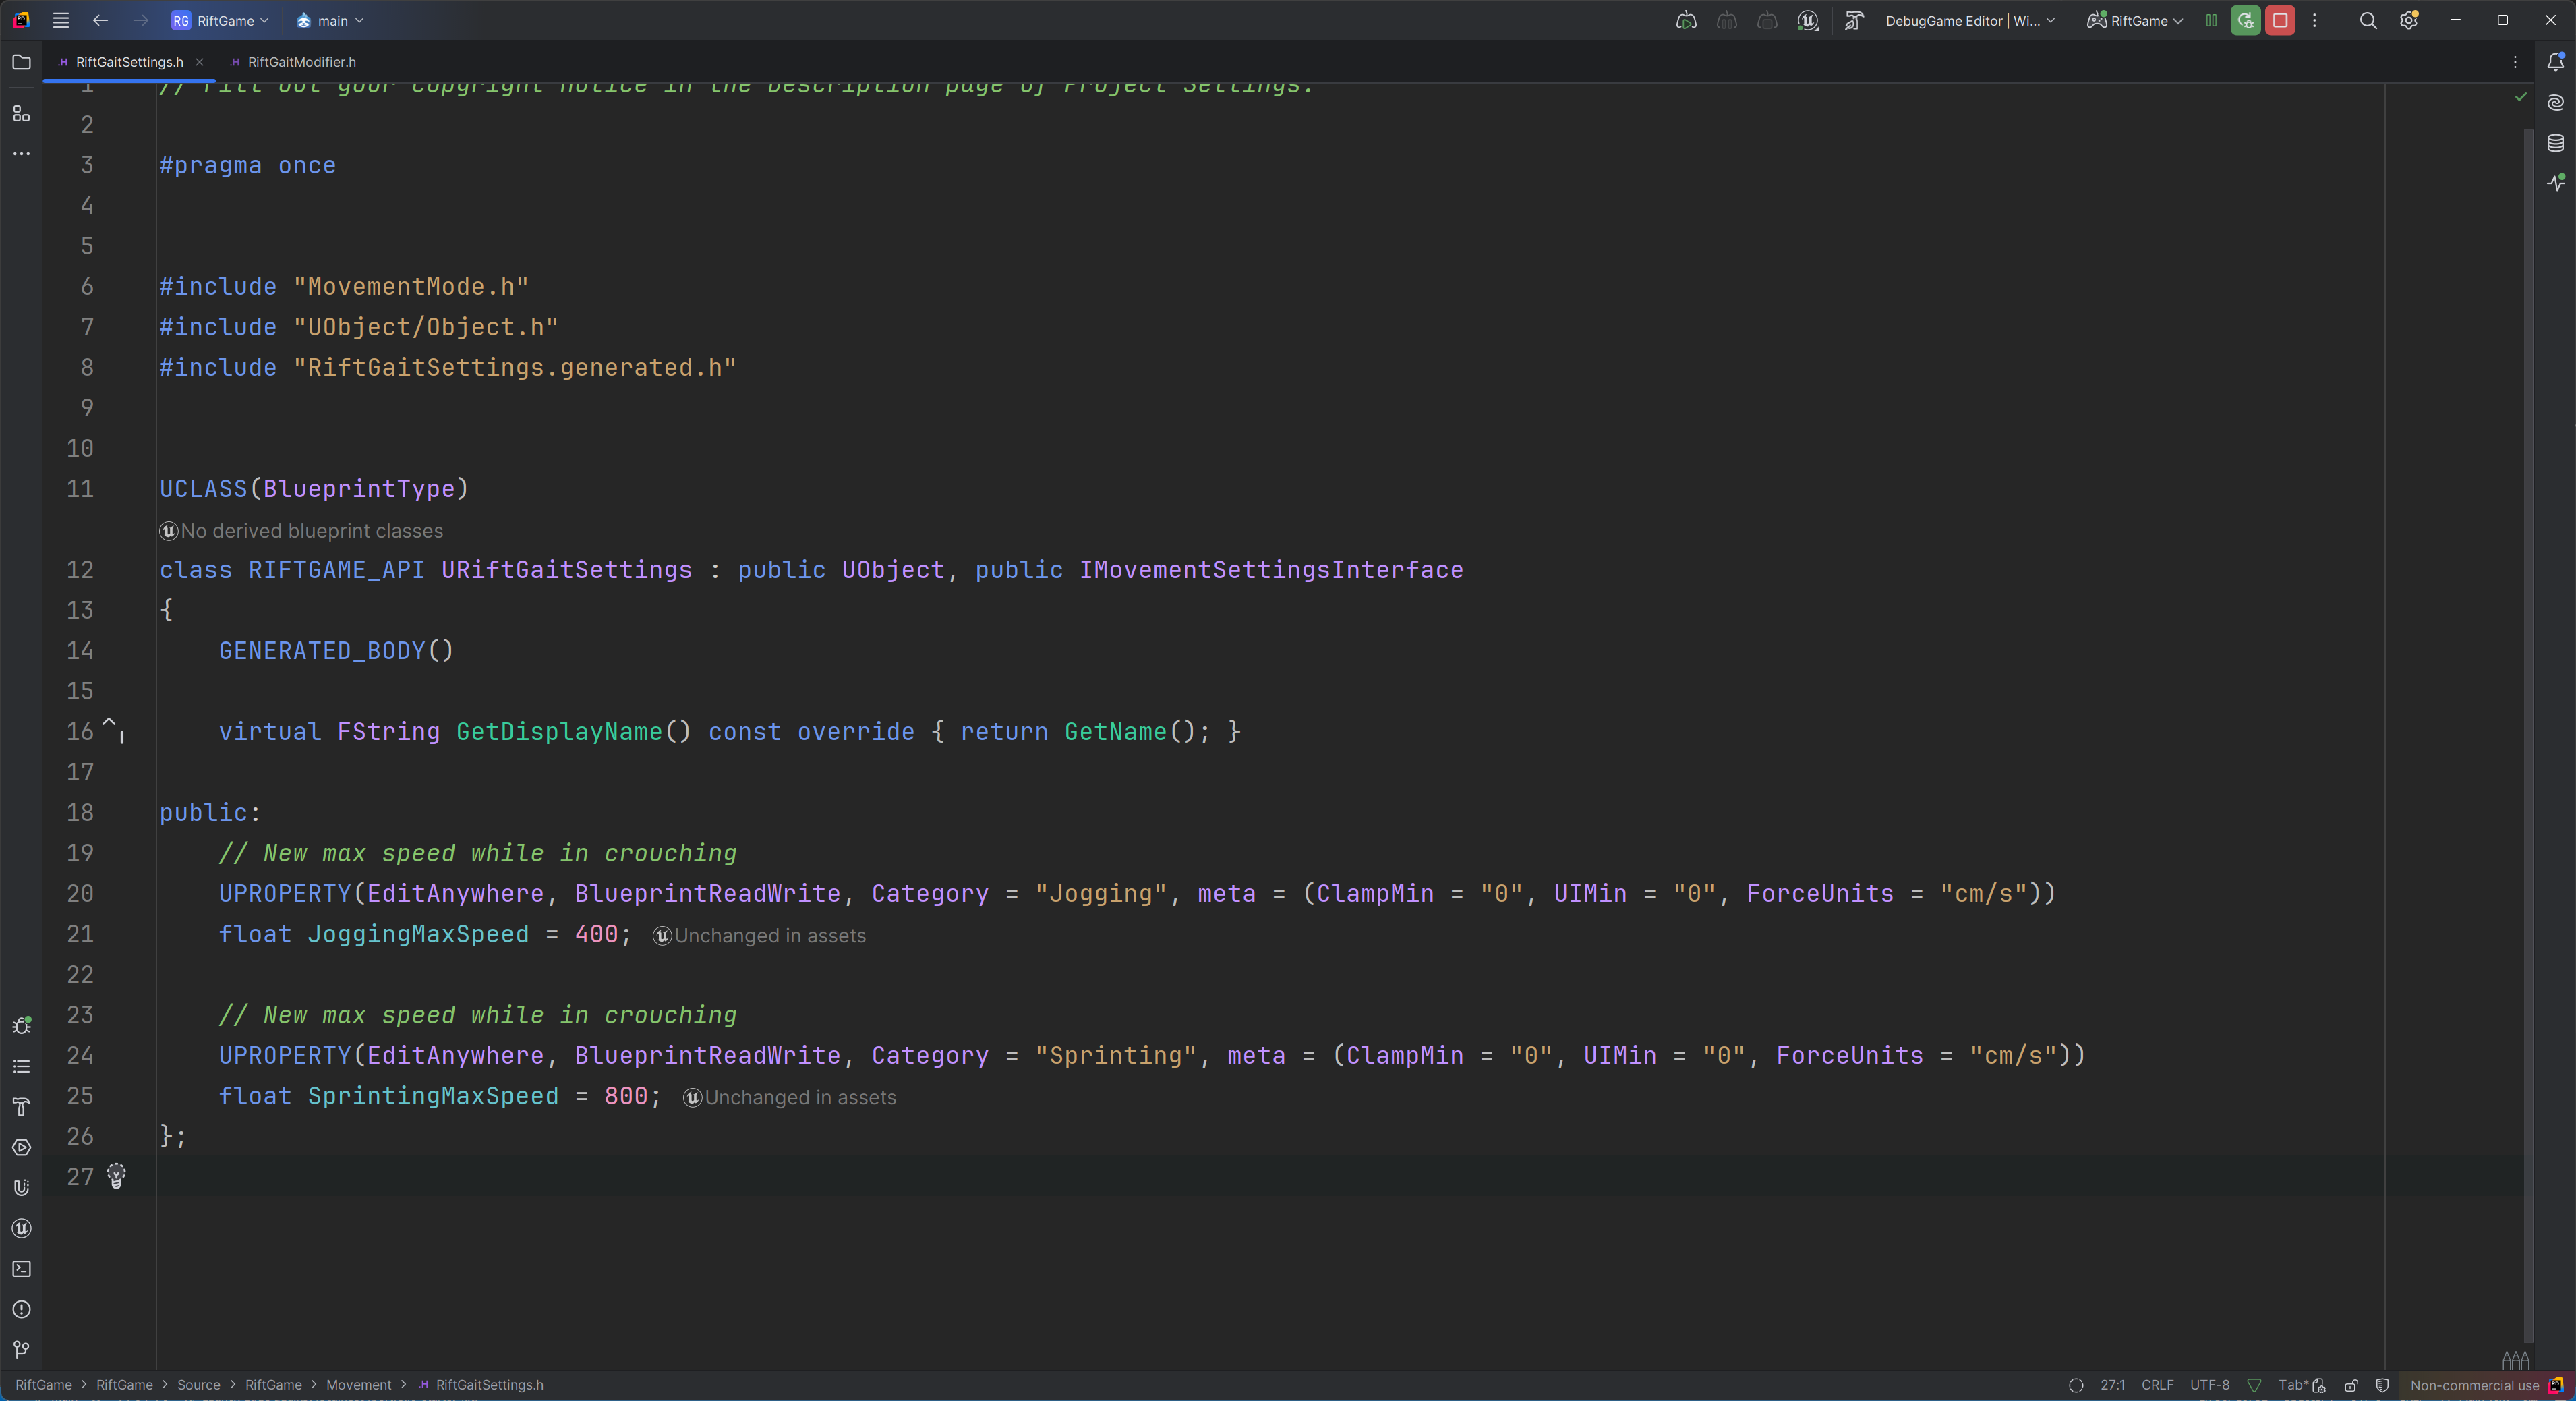 RG RiftGame main DebugGame Editor | Wi... RiftGame
RiftGaitSettings.h RiftGaitModifier.h
1 // Fill out your copyright notice in the Description page of Project Settings.
2
3 #pragma once
4
5
6 #include "MovementMode.h"
7 #include "UObject/Object.h"
8 #include "RiftGaitSettings.generated.h"
9
10
11 UCLASS(BlueprintType)
No derived blueprint classes
12 class RIFTGAME_API URiftGaitSettings : public UObject, public IMovementSettingsInterface
13 {
14 GENERATED_BODY()
15
16 virtual FString GetDisplayName() const override { return GetName(); }
17
18 public:
19 // New max speed while in crouching
20 UPROPERTY(EditAnywhere, BlueprintReadWrite, Category = "Jogging", meta = (ClampMin = "0", UIMin = "0", ForceUnits = "cm/s"))
21 float JoggingMaxSpeed = 400; Unchanged in assets
22
23 // New max speed while in crouching
24 UPROPERTY(EditAnywhere, BlueprintReadWrite, Category = "Sprinting", meta = (ClampMin = "0", UIMin = "0", ForceUnits = "cm/s"))
25 float SprintingMaxSpeed = 800; Unchanged in assets
26 };
27
RiftGame > RiftGame > Source > RiftGame > Movement > RiftGaitSettings.h 27:1 CRLF UTF-8 Tab* Non-commercial use